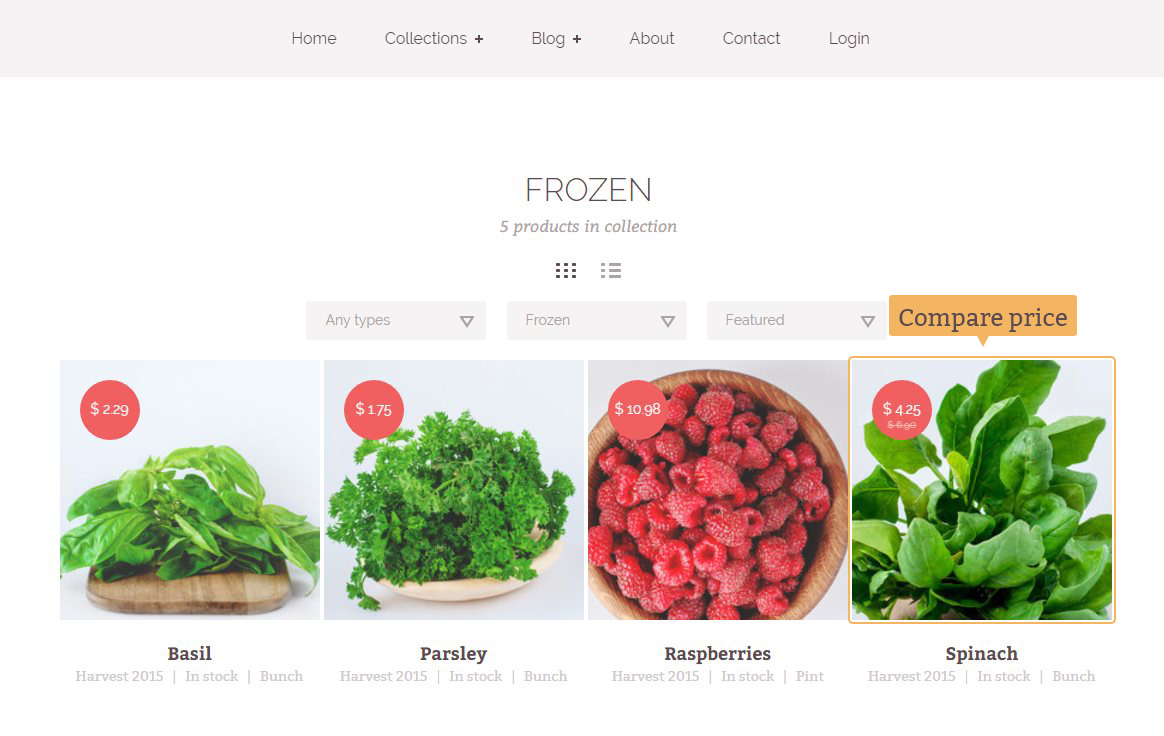 Home Collections + Blog + About Contact Login
FROZEN
5 products in collection
Any types Frozen Featured Compare price
$ 2.29 $ 1.75 $ 10.98 $ 4.25
$ 6.90
Basil Parsley Raspberries Spinach
Harvest 2015 | In stock | Bunch Harvest 2015 | In stock | Bunch Harvest 2015 | In stock | Pint Harvest 2015 | In stock | Bunch